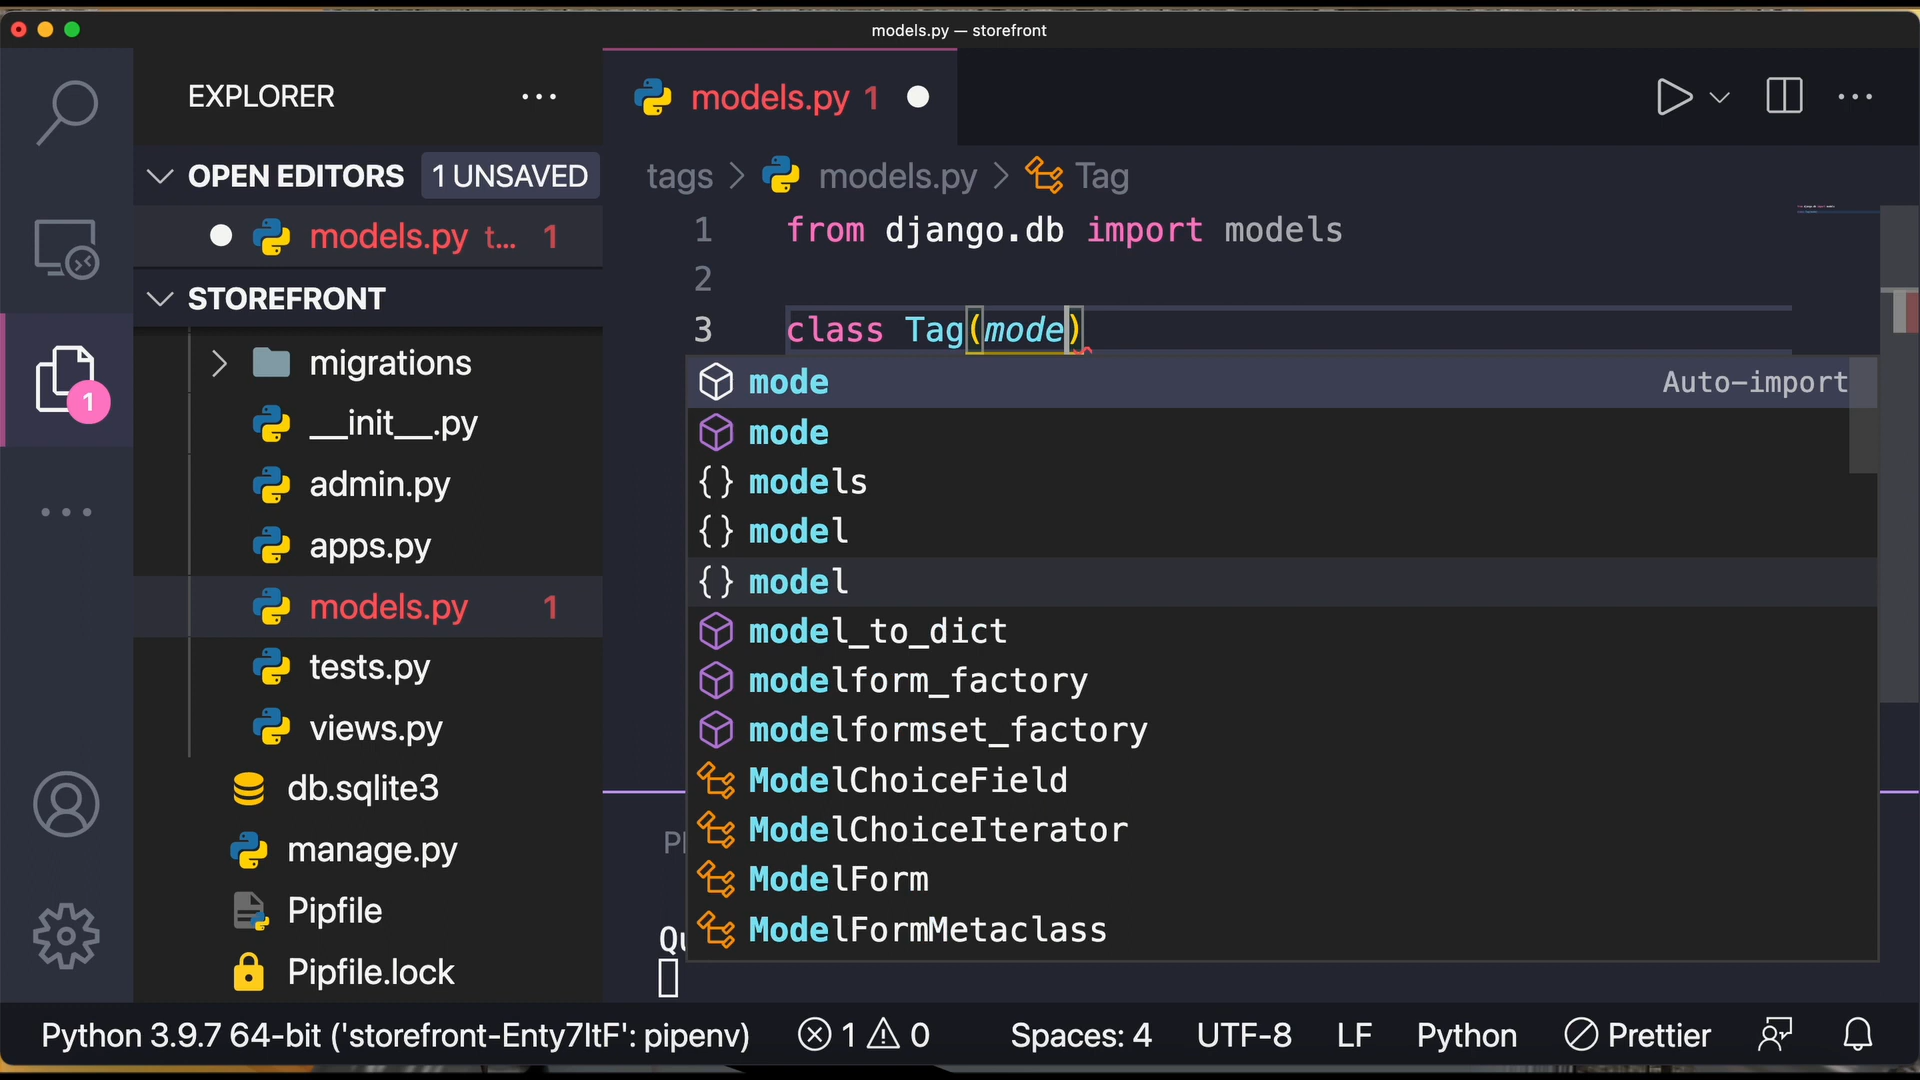 models.py — storefront
EXPLORER
OPEN EDITORS 1 UNSAVED
models.py t... 1
STOREFRONT
migrations
__init__.py
admin.py
apps.py
models.py 1
tests.py
views.py
db.sqlite3
manage.py
Pipfile
Pipfile.lock
1
models.py 1
tags > models.py > Tag
1 from django.db import models
2
3 class Tag(mode)
mode Auto-import
mode
models
model
model
model_to_dict
modelform_factory
modelformset_factory
ModelChoiceField
ModelChoiceIterator
ModelForm
ModelFormMetaclass
Python 3.9.7 64-bit ('storefront-Enty7ltF': pipenv) 1 0 Spaces: 4 UTF-8 LF Python Prettier